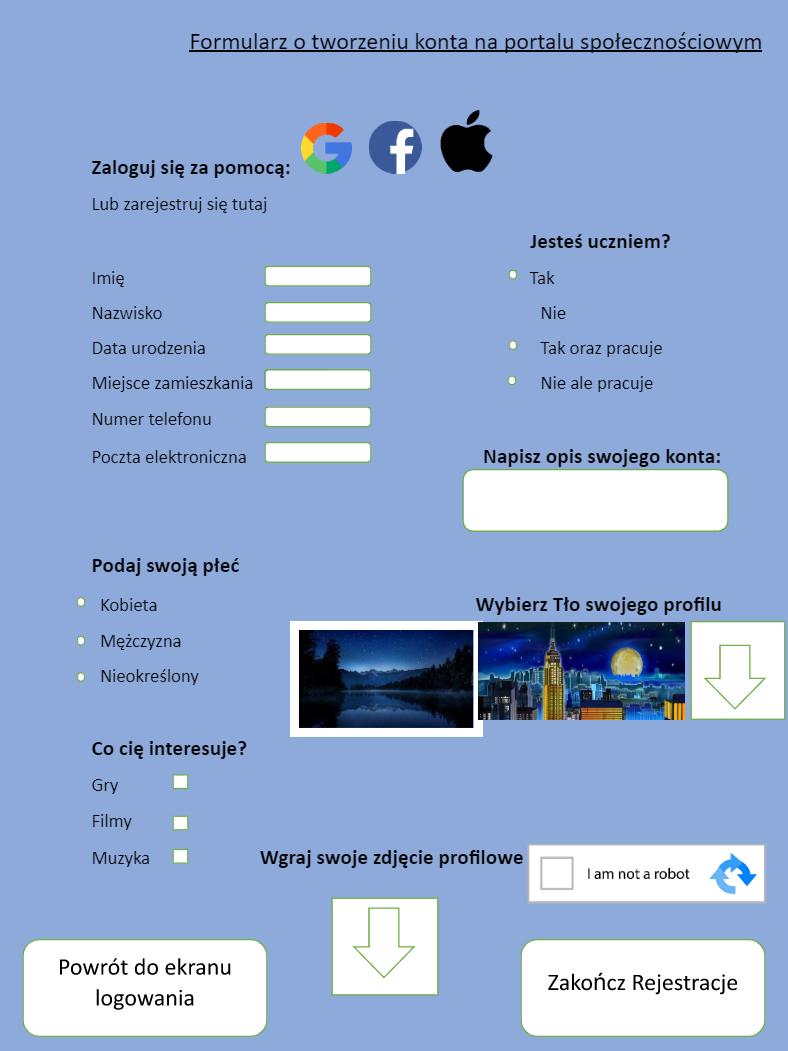 Formularz o tworzeniu konta na portalu społecznościowym
Zaloguj się za pomocą:
Lub zarejestruj się tutaj
Imię
Nazwisko
Data urodzenia
Miejsce zamieszkania
Numer telefonu
Poczta elektroniczna
Jesteś uczniem?
Tak
Nie
Tak oraz pracuje
Nie ale pracuje
Napisz opis swojego konta:
Podaj swoją płeć
Kobieta
Mężczyzna
Nieokreślony
Wybierz Tło swojego profilu
Co cię interesuje?
Gry
Filmy
Muzyka
Wgraj swoje zdjęcie profilowe
I am not a robot
Powrót do ekranu
logowania
Zakończ Rejestracje